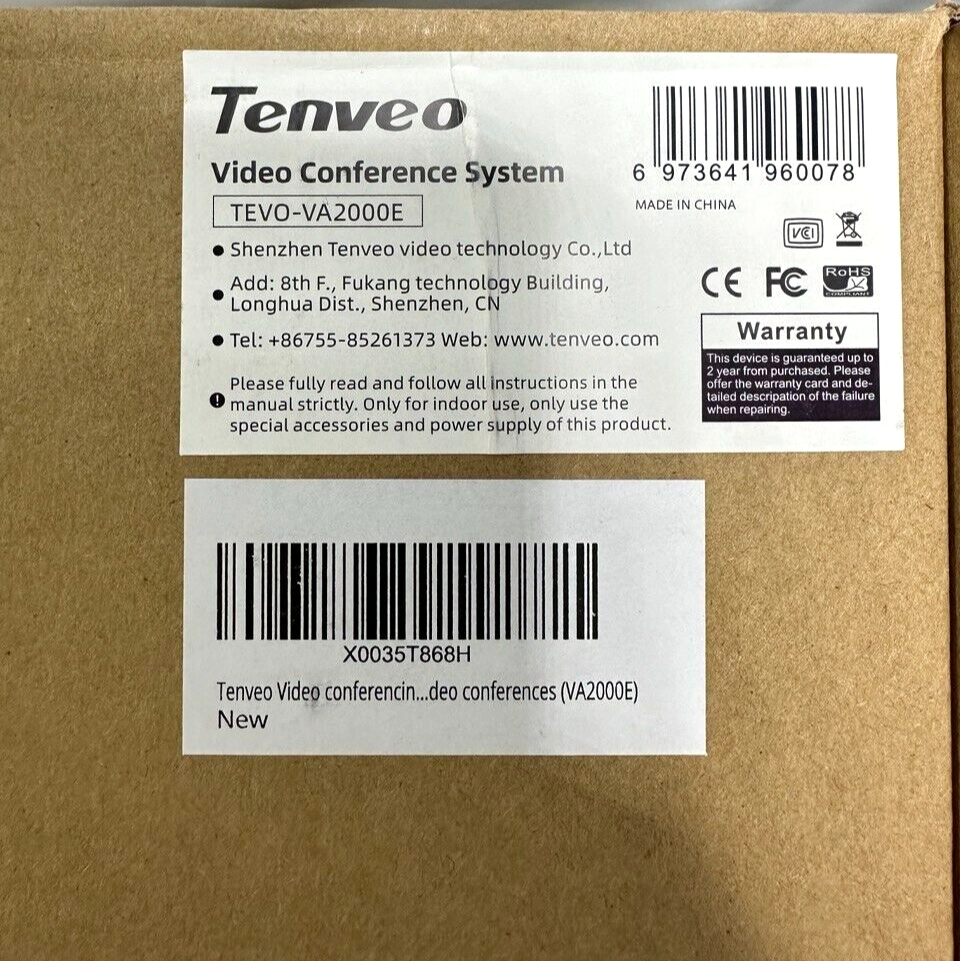 Tenveo
Video Conference System
TEVO-VA2000E
Shenzhen Tenveo video technology Co.,Ltd
Add: 8th F., Fukang technology Building,
Longhua Dist., Shenzhen, CN
Tel: +86755-85261373 Web: www.tenveo.com
Please fully read and follow all instructions in the
manual strictly. Only for indoor use, only use the
special accessories and power supply of this product.
6 973641 960078
MADE IN CHINA
VCCI
CE FC RoHS
COMPLIANT
Warranty
This device is guaranteed up to
2 year from purchased. Please
offer the warranty card and de-
tailed descripation of the failure
when repairing.
X0035T868H
Tenveo Video conferencin...deo conferences (VA2000E)
New